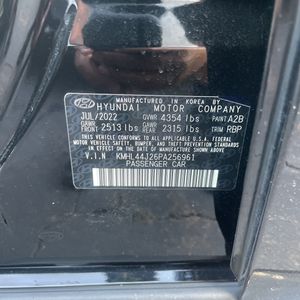 MANUFACTURED IN KOREA BY
HYUNDAI MOTOR COMPANY
JUL/2022 GVWR 4354 lbs PAINT A2B
GAWR GAWR
FRONT 2513 lbs REAR 2315 lbs TRIM RBP
THIS VEHICLE CONFORMS TO ALL APPLICABLE U.S.A. FEDERAL
MOTOR VEHICLE SAFETY, BUMPER, AND THEFT PREVENTION
STANDARDS IN EFFECT ON THE DATE OF MANUFACTURE SHOWN ABOVE.
V.I.N KMHL44J26PA256961
PASSENGER CAR